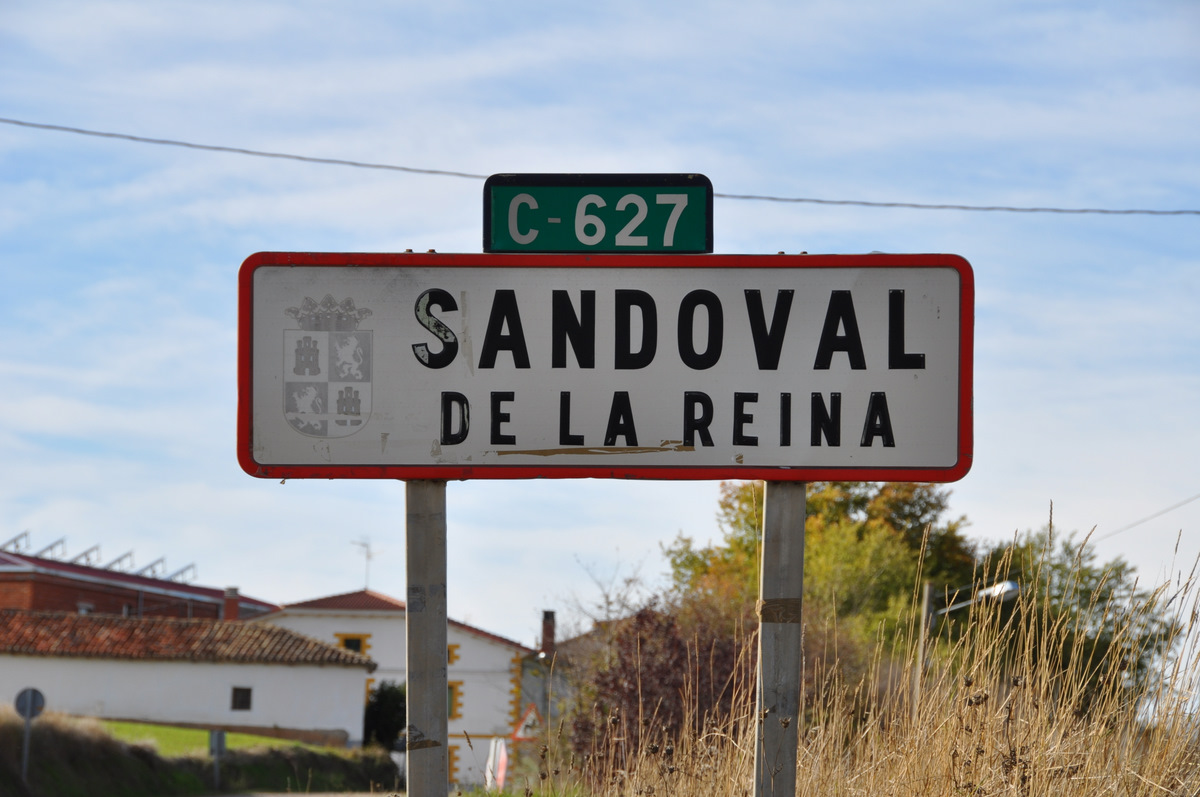 C-627
SANDOVAL
DE LA REINA